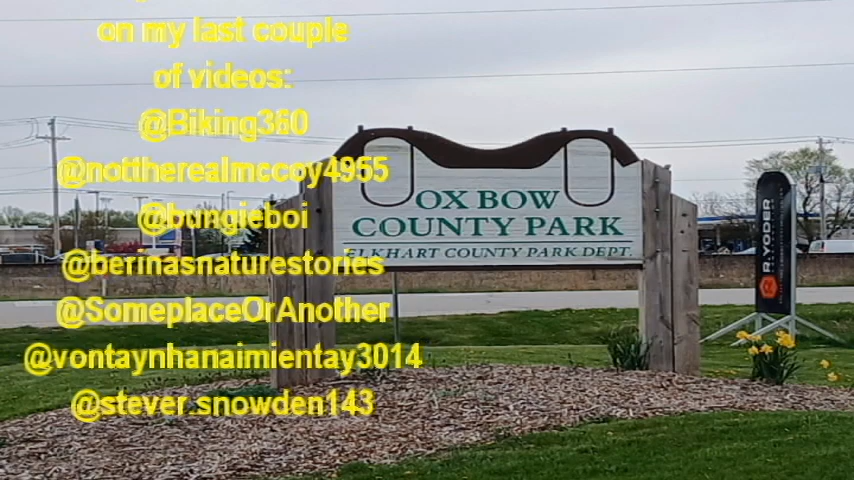 on my last couple
of videos:
@Biking360
@nottherealmccoy4955
@bungieboi
@berinasnaturestories
@SomeplaceOrAnother
@vontaynhanaimientay3014
@stever.snowden143
OX BOW
COUNTY PARK
ELKHART COUNTY PARK DEPT.
R.YODER